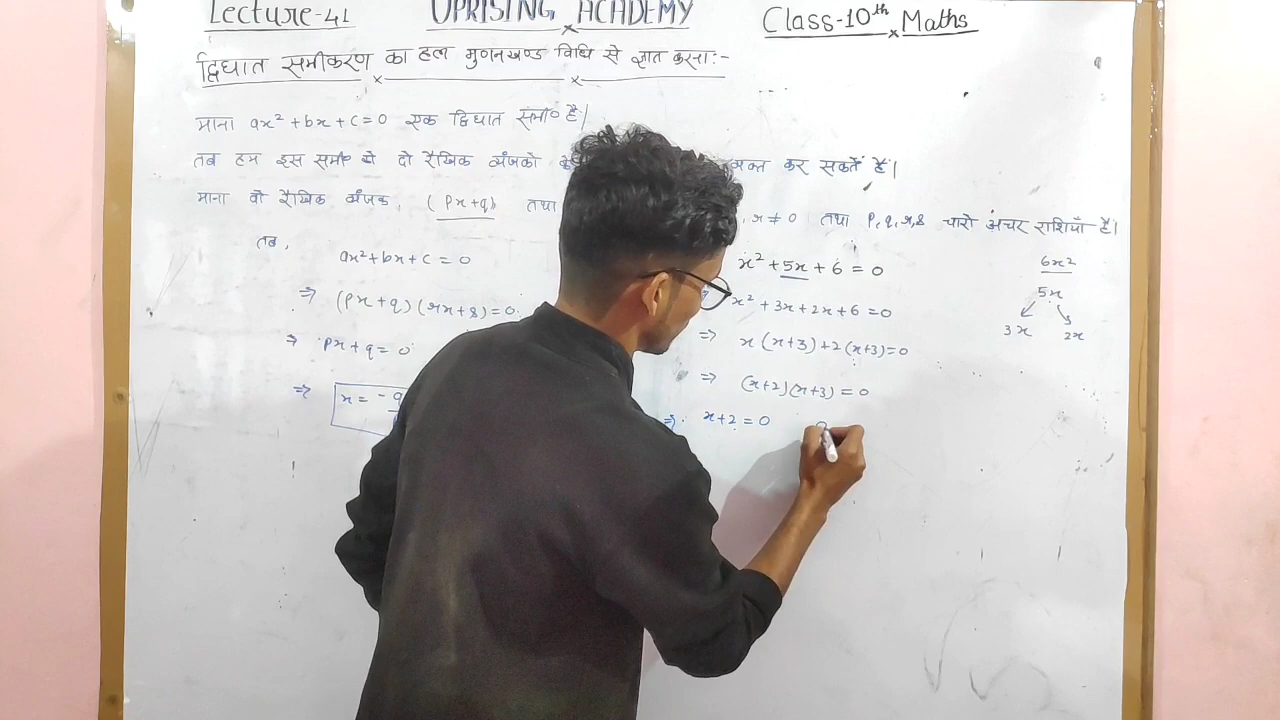 Lecture-41 UPRISING ACADEMY Class-10th Maths
द्विघात समीकरण का हल गुणनखण्ड विधि से ज्ञात करना:-
माना ax² + bx + c = 0 एक द्विघात समी० है।
तब हम इस समी० को दो रैखिक व्यंजको व्यक्त कर सकते हैं।
माना वो रैखिक व्यंजक, (px+q) तथा , r ≠ 0 तथा p,q,r,s चारो अचर राशियाँ हैं।
तब,
ax²+bx+c = 0
⇒ (px+q)(rx+s)=0
⇒ px+q = 0
⇒ x = -q
x² + 5x + 6 = 0
x² + 3x + 2x + 6 = 0
⇒ x(x+3)+2(x+3)=0
⇒ (x+2)(x+3) = 0
⇒ x+2 = 0
6x²
5x
3x 2x